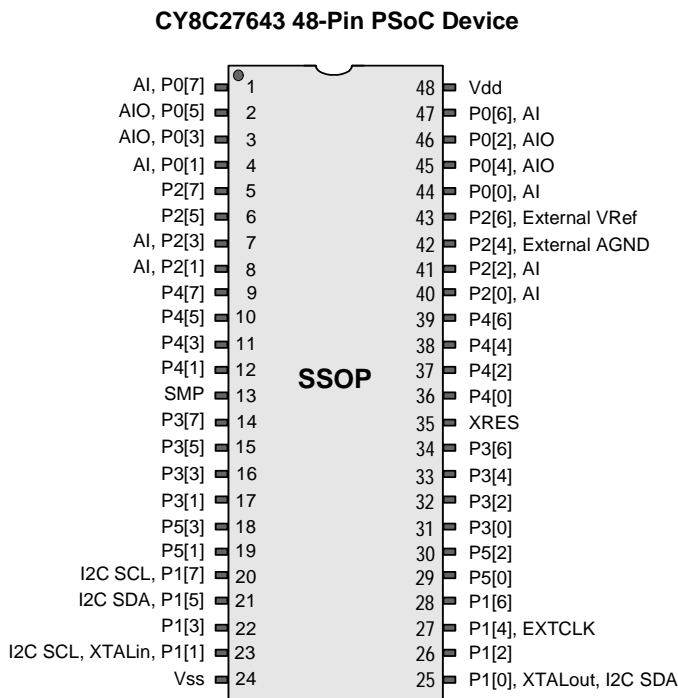 CY8C27643 48-Pin PSoC Device
AI, P0[7] 1 48 Vdd
AIO, P0[5] 2 47 P0[6], AI
AIO, P0[3] 3 46 P0[2], AIO
AI, P0[1] 4 45 P0[4], AIO
P2[7] 5 44 P0[0], AI
P2[5] 6 43 P2[6], External VRef
AI, P2[3] 7 42 P2[4], External AGND
AI, P2[1] 8 41 P2[2], AI
P4[7] 9 40 P2[0], AI
P4[5] 10 39 P4[6]
P4[3] 11 38 P4[4]
P4[1] 12 37 P4[2]
SSOP
SMP 13 36 P4[0]
P3[7] 14 35 XRES
P3[5] 15 34 P3[6]
P3[3] 16 33 P3[4]
P3[1] 17 32 P3[2]
P5[3] 18 31 P3[0]
P5[1] 19 30 P5[2]
I2C SCL, P1[7] 20 29 P5[0]
I2C SDA, P1[5] 21 28 P1[6]
P1[3] 22 27 P1[4], EXTCLK
I2C SCL, XTALin, P1[1] 23 26 P1[2]
Vss 24 25 P1[0], XTALout, I2C SDA